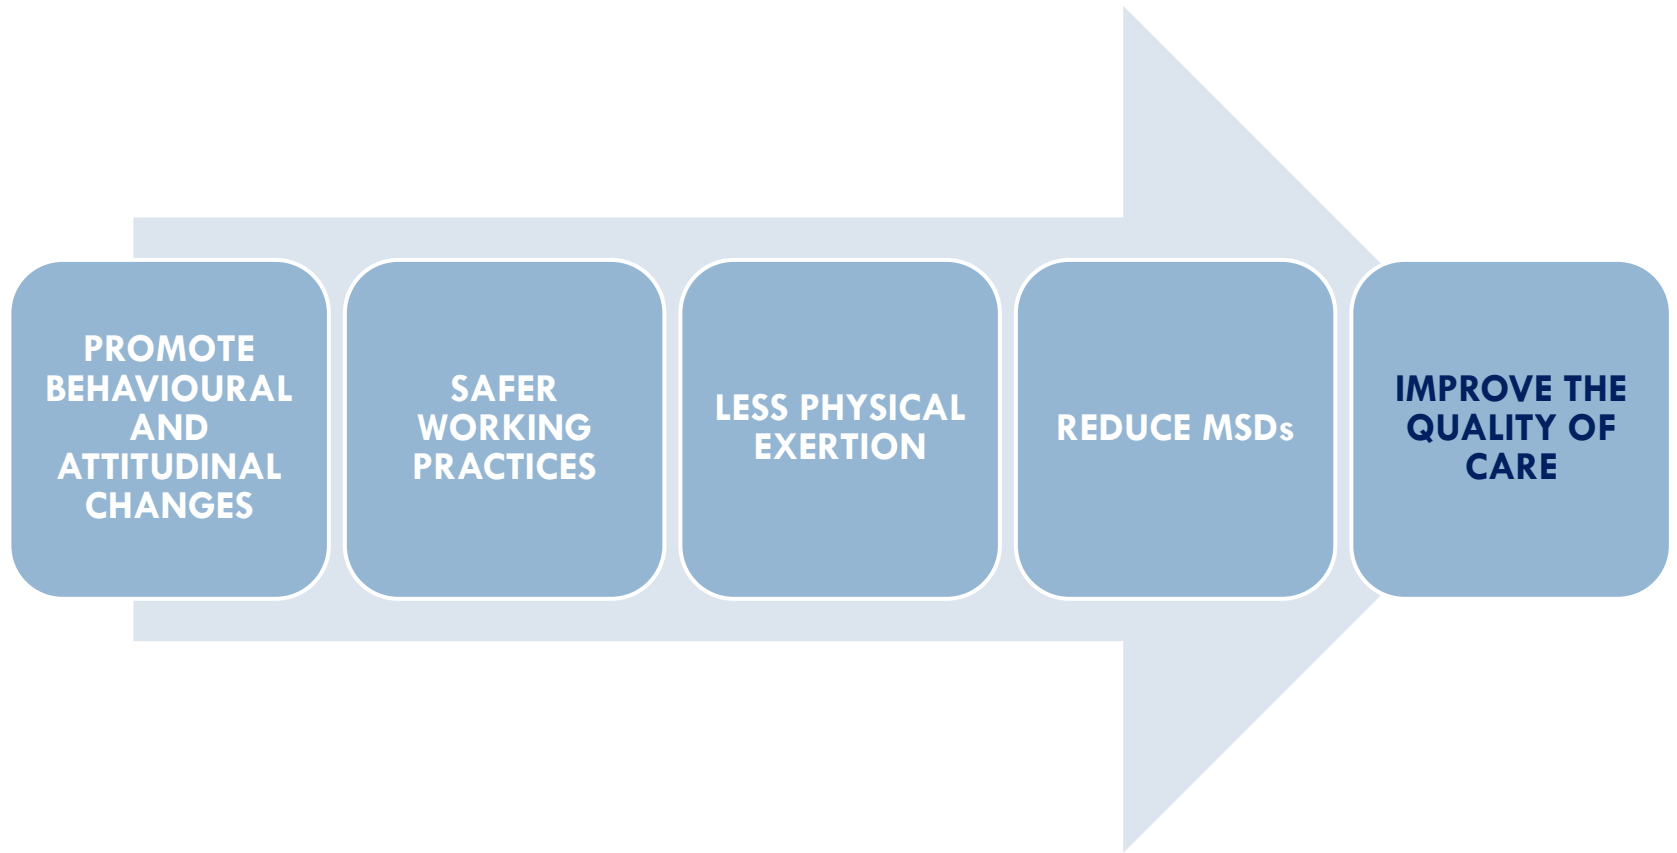 PROMOTE
BEHAVIOURAL
AND
ATTITUDINAL
CHANGES
SAFER
WORKING
PRACTICES
LESS PHYSICAL
EXERTION
REDUCE MSDs
IMPROVE THE
QUALITY OF
CARE